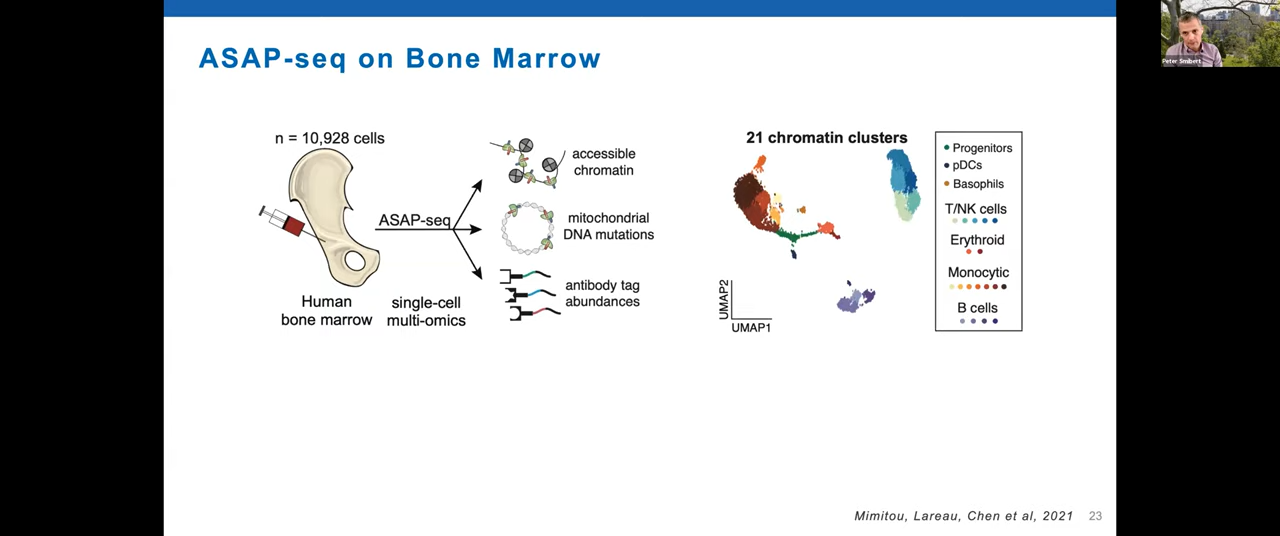 ASAP-seq on Bone Marrow
Peter Smibert
n = 10,928 cells
ASAP-seq
Human
bone marrow
single-cell
multi-omics
accessible
chromatin
mitochondrial
DNA mutations
antibody tag
abundances
21 chromatin clusters
UMAP2
UMAP1
Progenitors
pDCs
Basophils
T/NK cells
Erythroid
Monocytic
B cells
Mimitou, Lareau, Chen et al, 2021
23